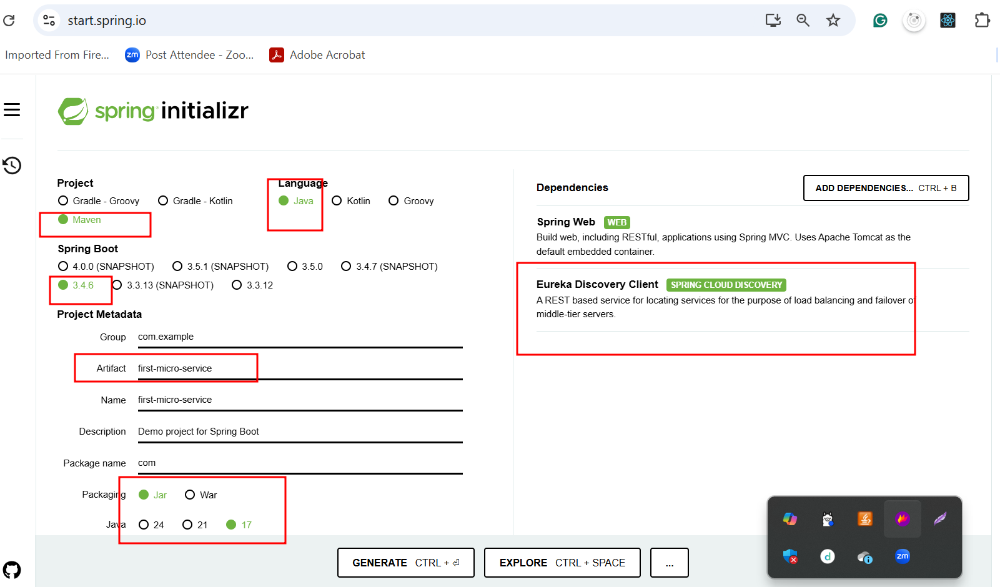 start.spring.io
Imported From Fire...
zm
Post Attendee - Zoo...
Adobe Acrobat
spring initializr
Project
Gradle - Groovy
Gradle - Kotlin
Maven
Language
Java
Kotlin
Groovy
Spring Boot
4.0.0 (SNAPSHOT)
3.5.1 (SNAPSHOT)
3.5.0
3.4.7 (SNAPSHOT)
3.4.6
3.3.13 (SNAPSHOT)
3.3.12
Project Metadata
Group
com.example
Artifact
first-micro-service
Name
first-micro-service
Description
Demo project for Spring Boot
Package name
com
Packaging
Jar
War
Java
24
21
17
Dependencies
ADD DEPENDENCIES... CTRL + B
Spring Web WEB
Build web, including RESTful, applications using Spring MVC. Uses Apache Tomcat as the
default embedded container.
Eureka Discovery Client SPRING CLOUD DISCOVERY
A REST based service for locating services for the purpose of load balancing and failover of
middle-tier servers.
GENERATE CTRL + ⏎
EXPLORE CTRL + SPACE
...
d
zm